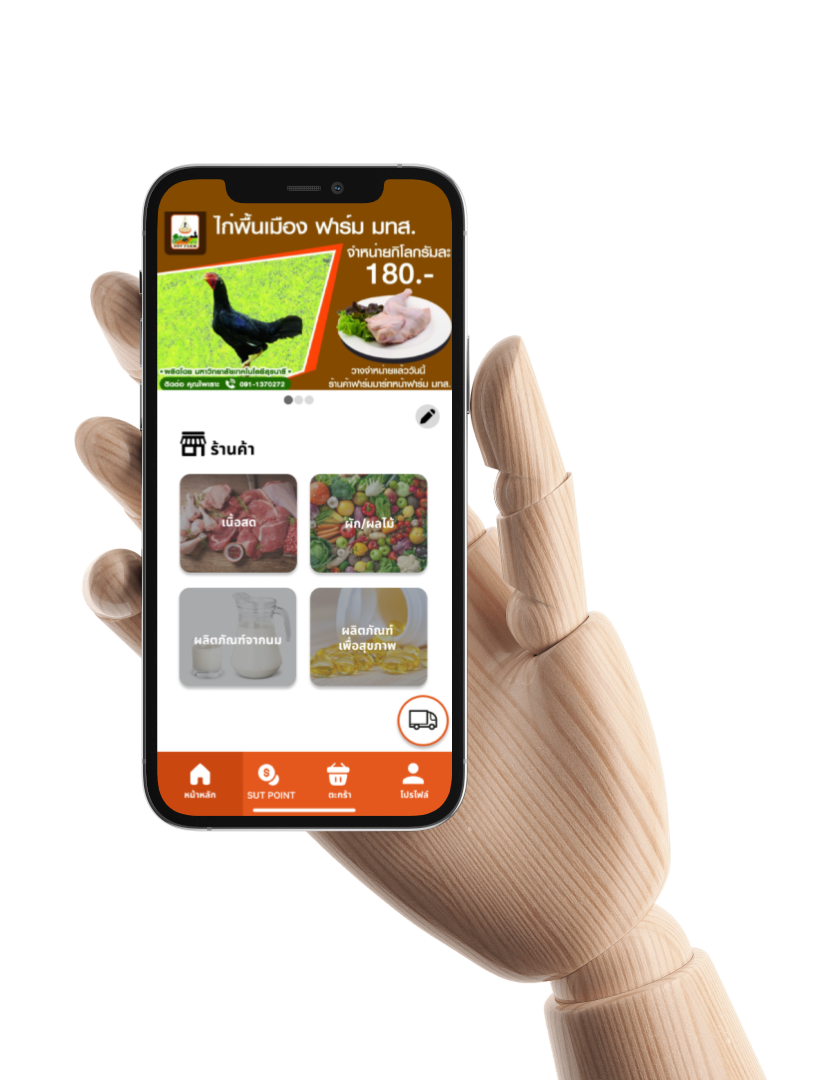 ไก่พื้นเมือง ฟาร์ม มทส.
จำหน่ายกิโลกรัมละ
180.-
• ผลิตโดย มหาวิทยาลัยเทคโนโลยีสุรนารี •
ติดต่อ คุณไพเราะ 091-1370272
วางจำหน่ายแล้ววันนี้
ร้านค้าฟาร์มมาร์ทหน้าฟาร์ม มทส.
ร้านค้า
เนื้อสด
ผัก/ผลไม้
ผลิตภัณฑ์จากนม
ผลิตภัณฑ์
เพื่อสุขภาพ
หน้าหลัก
SUT POINT
ตะกร้า
โปรไฟล์